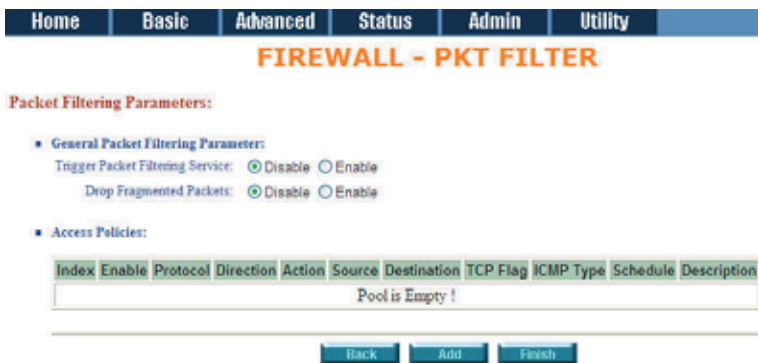 Home Basic Advanced Status Admin Utility
FIREWALL - PKT FILTER
Packet Filtering Parameters:
General Packet Filtering Parameter:
Trigger Packet Filtering Service: Disable Enable
Drop Fragmented Packets: Disable Enable
Access Policies:
Index Enable Protocol Direction Action Source Destination TCP Flag ICMP Type Schedule Description
Pool is Empty !
Back Add Finish